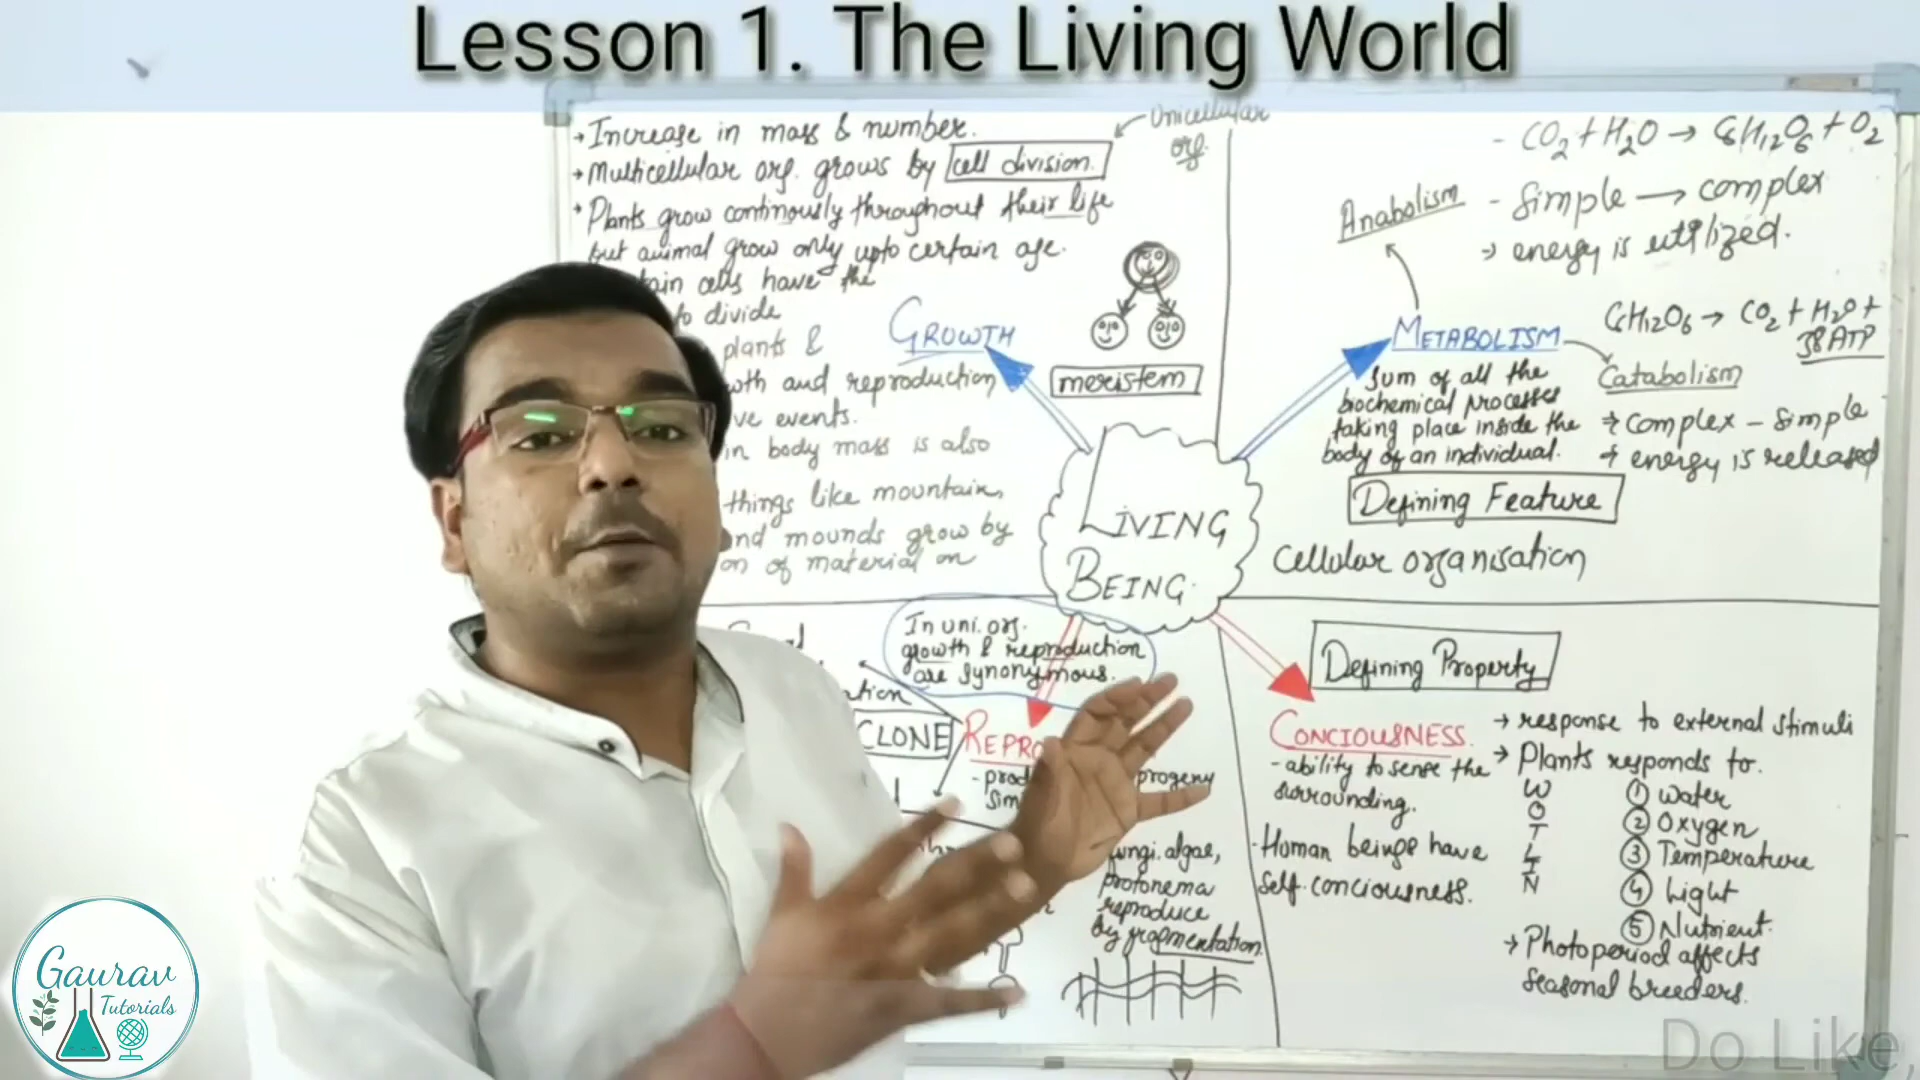 Lesson 1. The Living World
→ Increase in mass & number.
→ Multicellular org. grows by cell division.
Unicellular
org.
* Plants grow continously throughout their life
but animal grow only upto certain age.
cells have the
to divide
plants &
and reproduction
events.
in body mass is also
things like mountain,
mounds grow by
of material on
GROWTH
meristem
- CO2 + H2O → C6H12O6 + O2
Anabolism
- Simple → complex
→ energy is utilized.
C6H12O6 → CO2 + H2O +
38 ATP
METABOLISM
Sum of all the
biochemical processes
taking place inside the
body of an individual.
Catabolism
→ Complex - Simple
→ energy is released
Defining Feature
Cellular organisation
LIVING
BEING.
In uni. org.
growth & reproduction
are synonymous.
CLONE
progeny
algae,
protonema
reproduce
by fragmentation.
Defining Property
CONCIOUSNESS.
- ability to sense the
surrounding.
- Human beings have
self. conciousness.
→ response to external stimuli
→ Plants responds to.
W
O
T
L
I
N
① Water
② Oxygen
③ Temperature
④ Light
⑤ Nutrient.
→ Photoperiod affects
seasonal breeders.
Gaurav
Tutorials
Do Like,